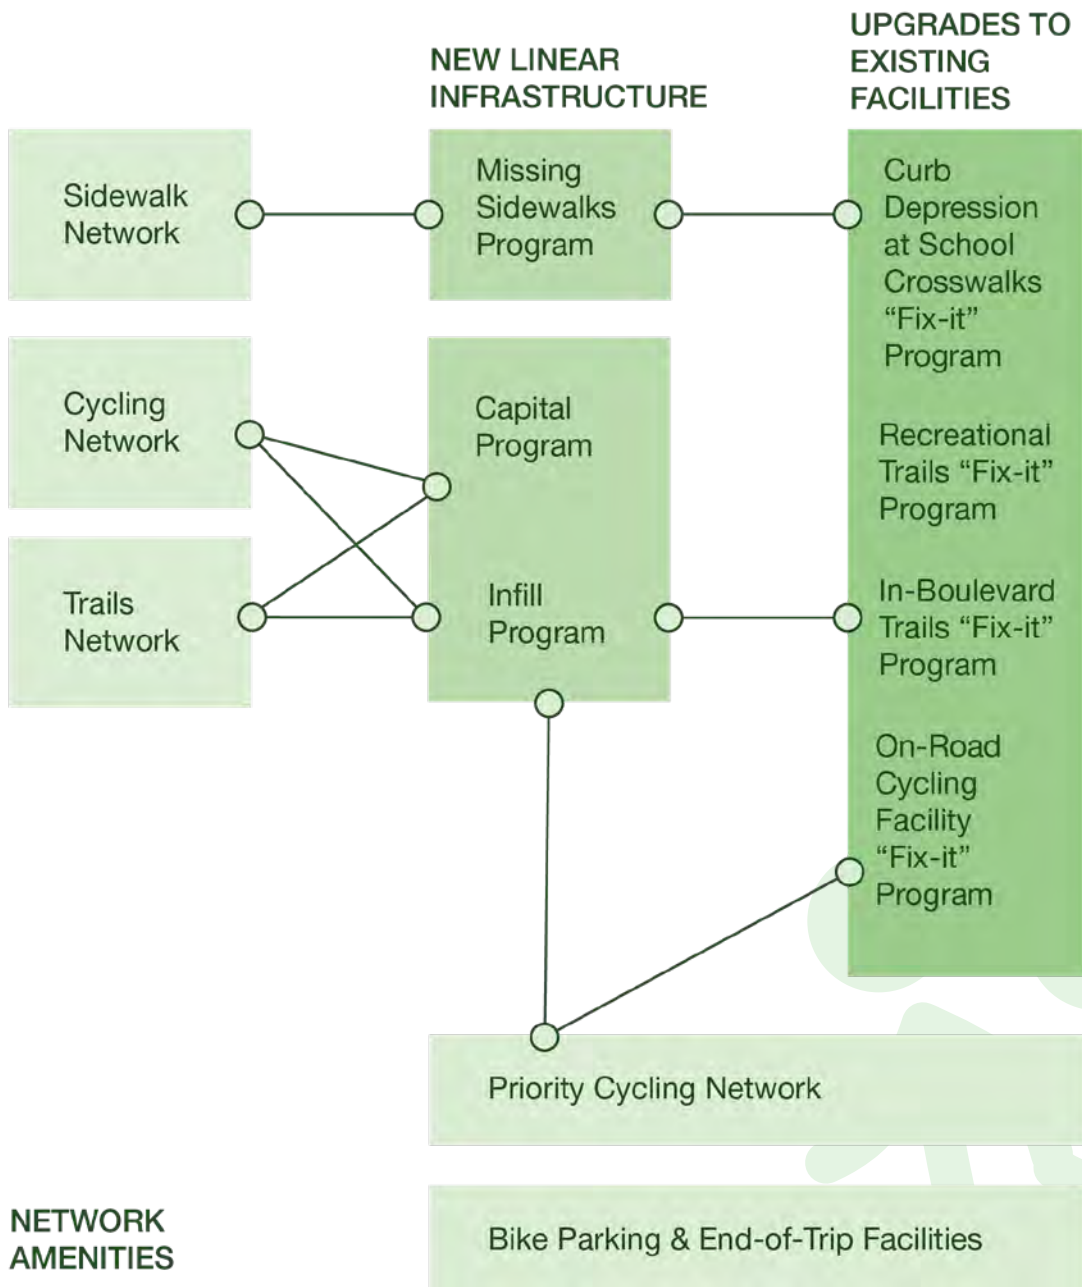 NEW LINEAR
INFRASTRUCTURE
UPGRADES TO
EXISTING
FACILITIES
Sidewalk
Network
Missing
Sidewalks
Program
Curb
Depression
at School
Crosswalks
“Fix-it”
Program
Cycling
Network
Capital
Program
Recreational
Trails “Fix-it”
Program
Trails
Network
Infill
Program
In-Boulevard
Trails “Fix-it”
Program
On-Road
Cycling
Facility
“Fix-it”
Program
Priority Cycling Network
NETWORK
AMENITIES
Bike Parking & End-of-Trip Facilities